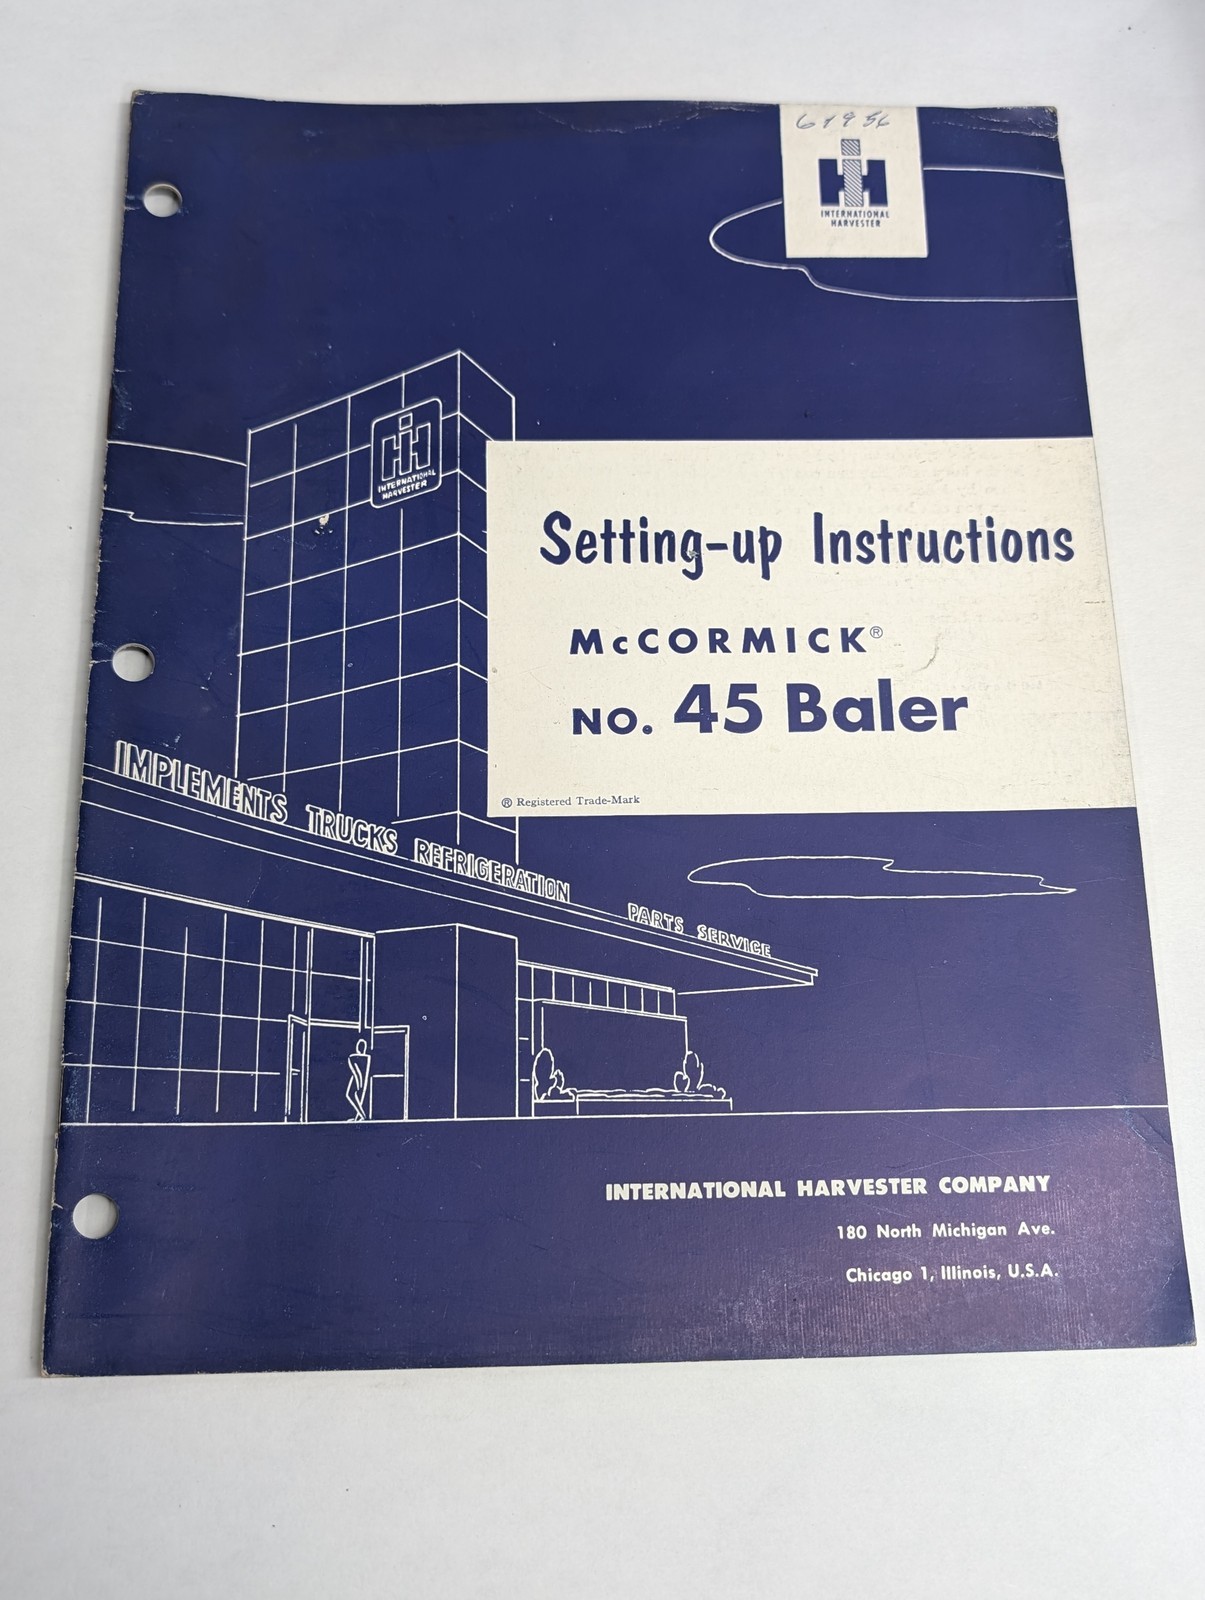 INTERNATIONAL
HARVESTER
INTERNATIONAL
HARVESTER
Setting-up Instructions
McCORMICK®
NO. 45 Baler
® Registered Trade-Mark
IMPLEMENTS TRUCKS REFRIGERATION PARTS SERVICE
INTERNATIONAL HARVESTER COMPANY
180 North Michigan Ave.
Chicago 1, Illinois, U.S.A.